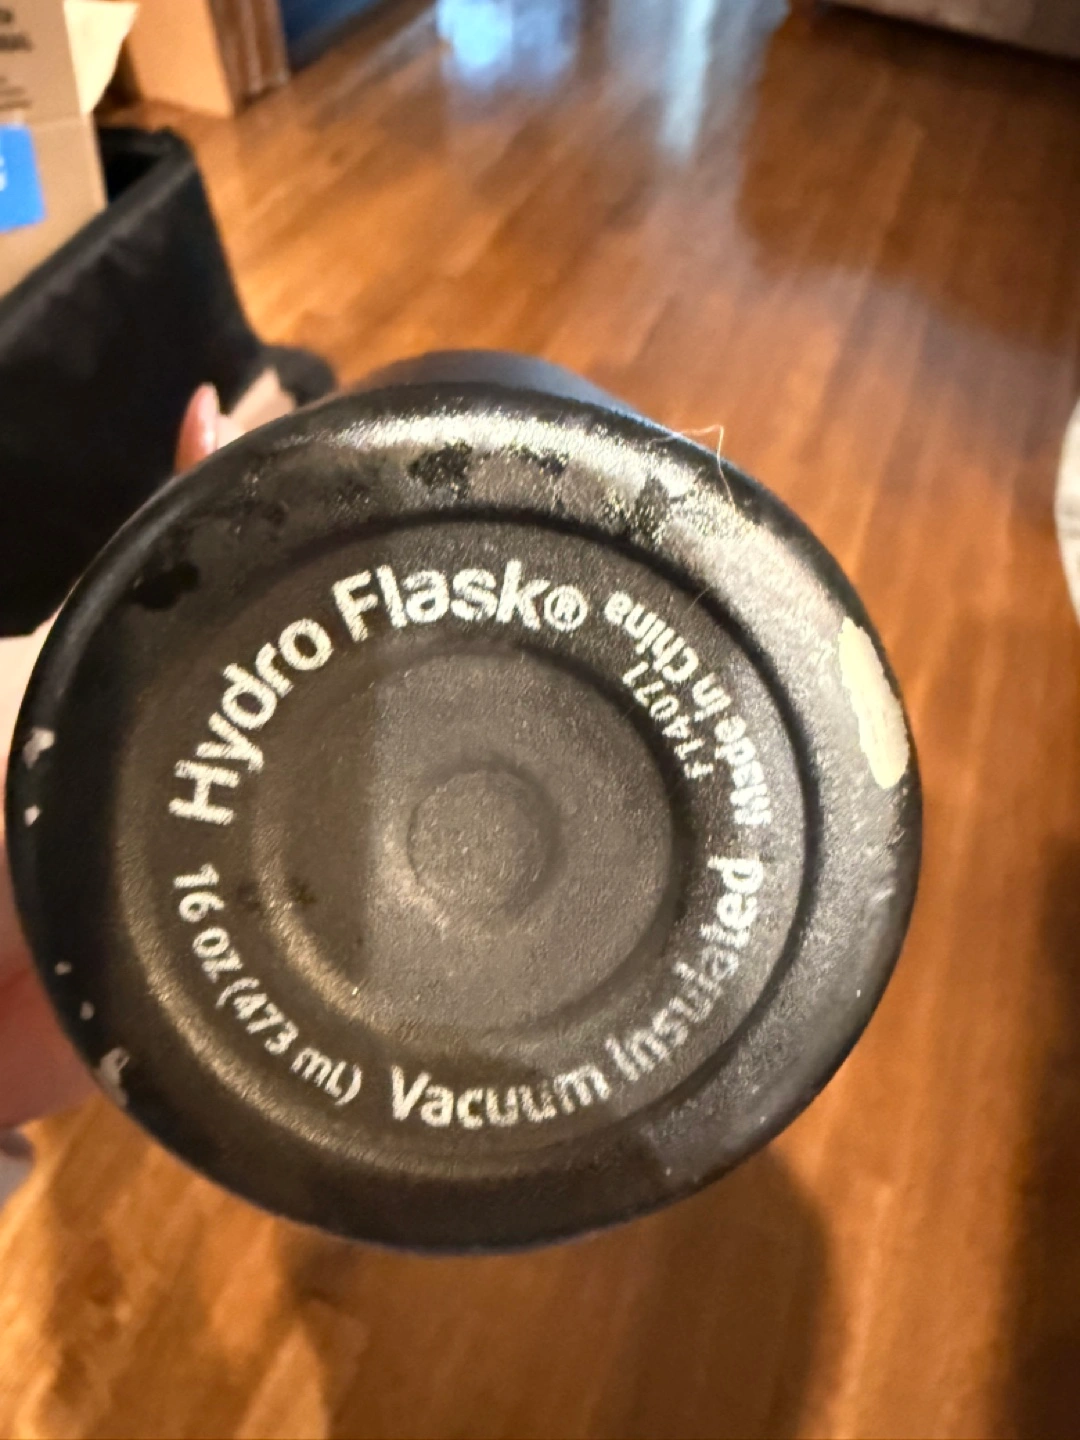 Hydro Flask®
Made in China
F14071
Vacuum Insulated
16 oz (473 mL)